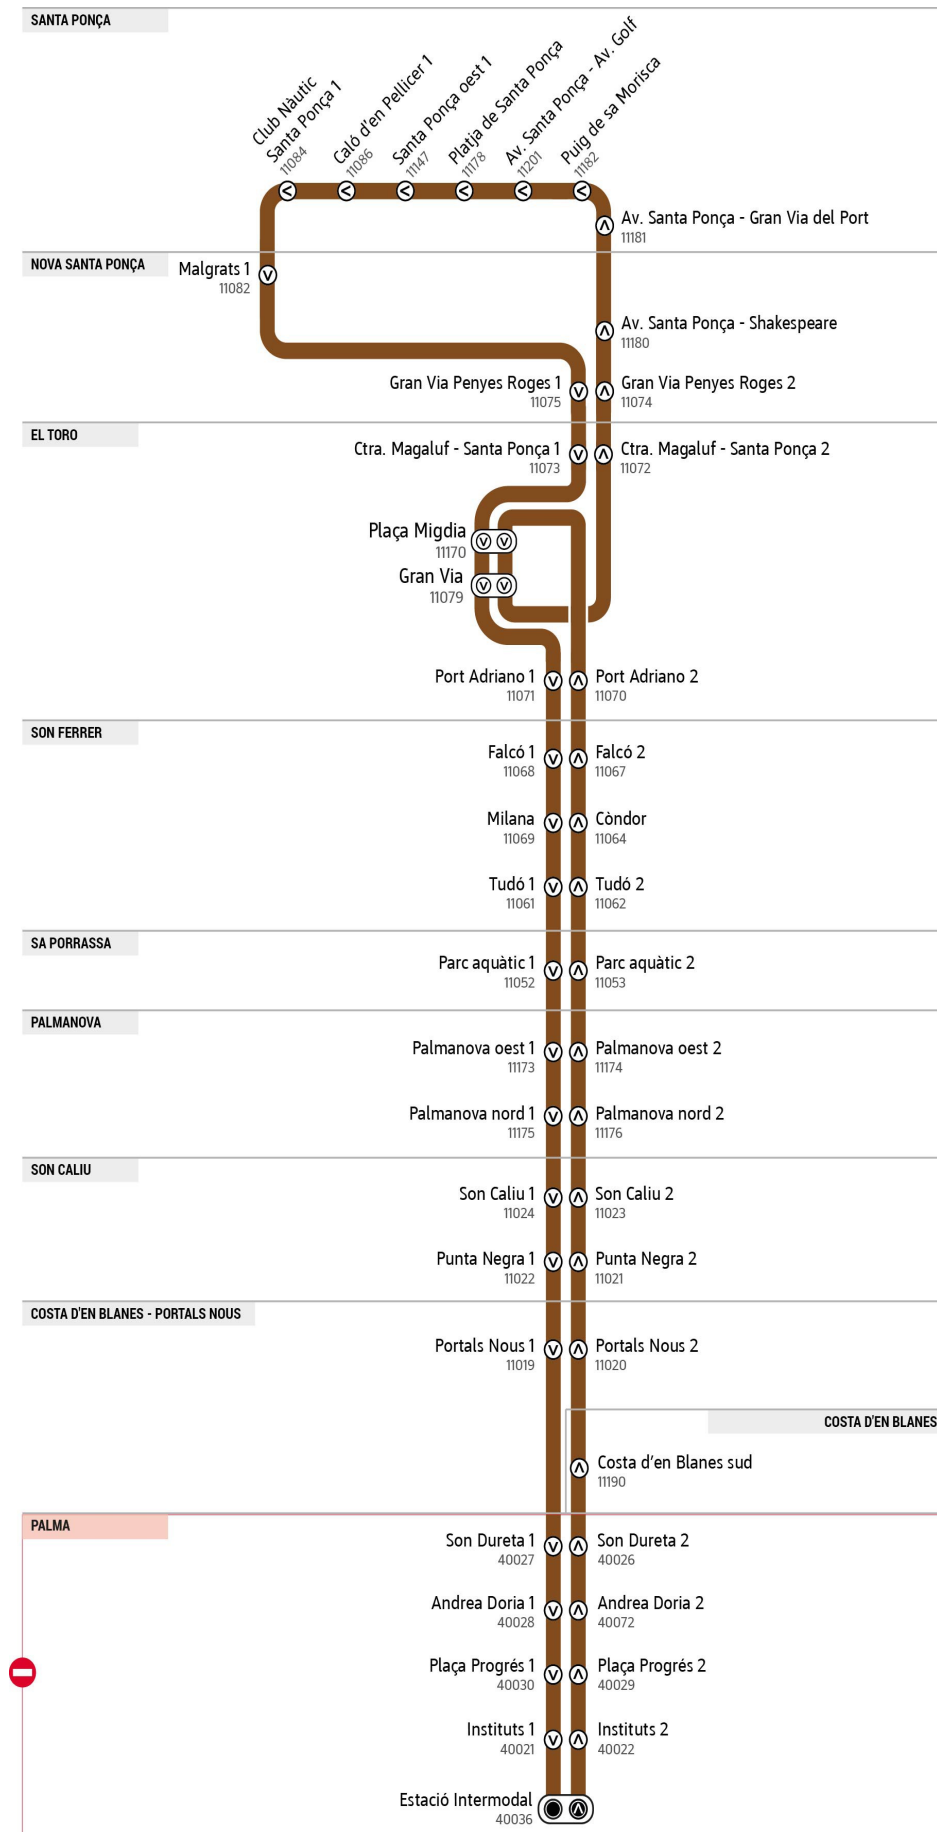 SANTA PONÇA
Club Nàutic
Santa Ponça 1
11084
Caló d'en Pellicer 1
11086
Santa Ponça oest 1
11147
Platja de Santa Ponça
11178
Av. Santa Ponça - Av. Golf
11201
Puig de sa Morisca
11182
Av. Santa Ponça - Gran Via del Port
11181
NOVA SANTA PONÇA
Malgrats 1
11082
Av. Santa Ponça - Shakespeare
11180
Gran Via Penyes Roges 1
11075
Gran Via Penyes Roges 2
11074
EL TORO
Ctra. Magaluf - Santa Ponça 1
11073
Ctra. Magaluf - Santa Ponça 2
11072
Plaça Migdia
11170
Gran Via
11079
Port Adriano 1
11071
Port Adriano 2
11070
SON FERRER
Falcó 1
11068
Falcó 2
11067
Milana
11069
Còndor
11064
Tudó 1
11061
Tudó 2
11062
SA PORRASSA
Parc aquàtic 1
11052
Parc aquàtic 2
11053
PALMANOVA
Palmanova oest 1
11173
Palmanova oest 2
11174
Palmanova nord 1
11175
Palmanova nord 2
11176
SON CALIU
Son Caliu 1
11024
Son Caliu 2
11023
Punta Negra 1
11022
Punta Negra 2
11021
COSTA D'EN BLANES - PORTALS NOUS
Portals Nous 1
11019
Portals Nous 2
11020
COSTA D'EN BLANES
Costa d'en Blanes sud
11190
PALMA
Son Dureta 1
40027
Son Dureta 2
40026
Andrea Doria 1
40028
Andrea Doria 2
40072
Plaça Progrés 1
40030
Plaça Progrés 2
40029
Instituts 1
40021
Instituts 2
40022
Estació Intermodal
40036